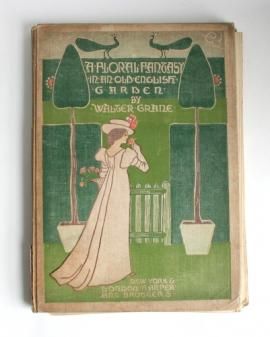 A·FLORAL·FANTASY
·IN·AN·OLD·ENGLISH·
GARDEN
BY
WALTER·CRANE
NEW YORK &
LONDON HARPER
AND BROTHERS